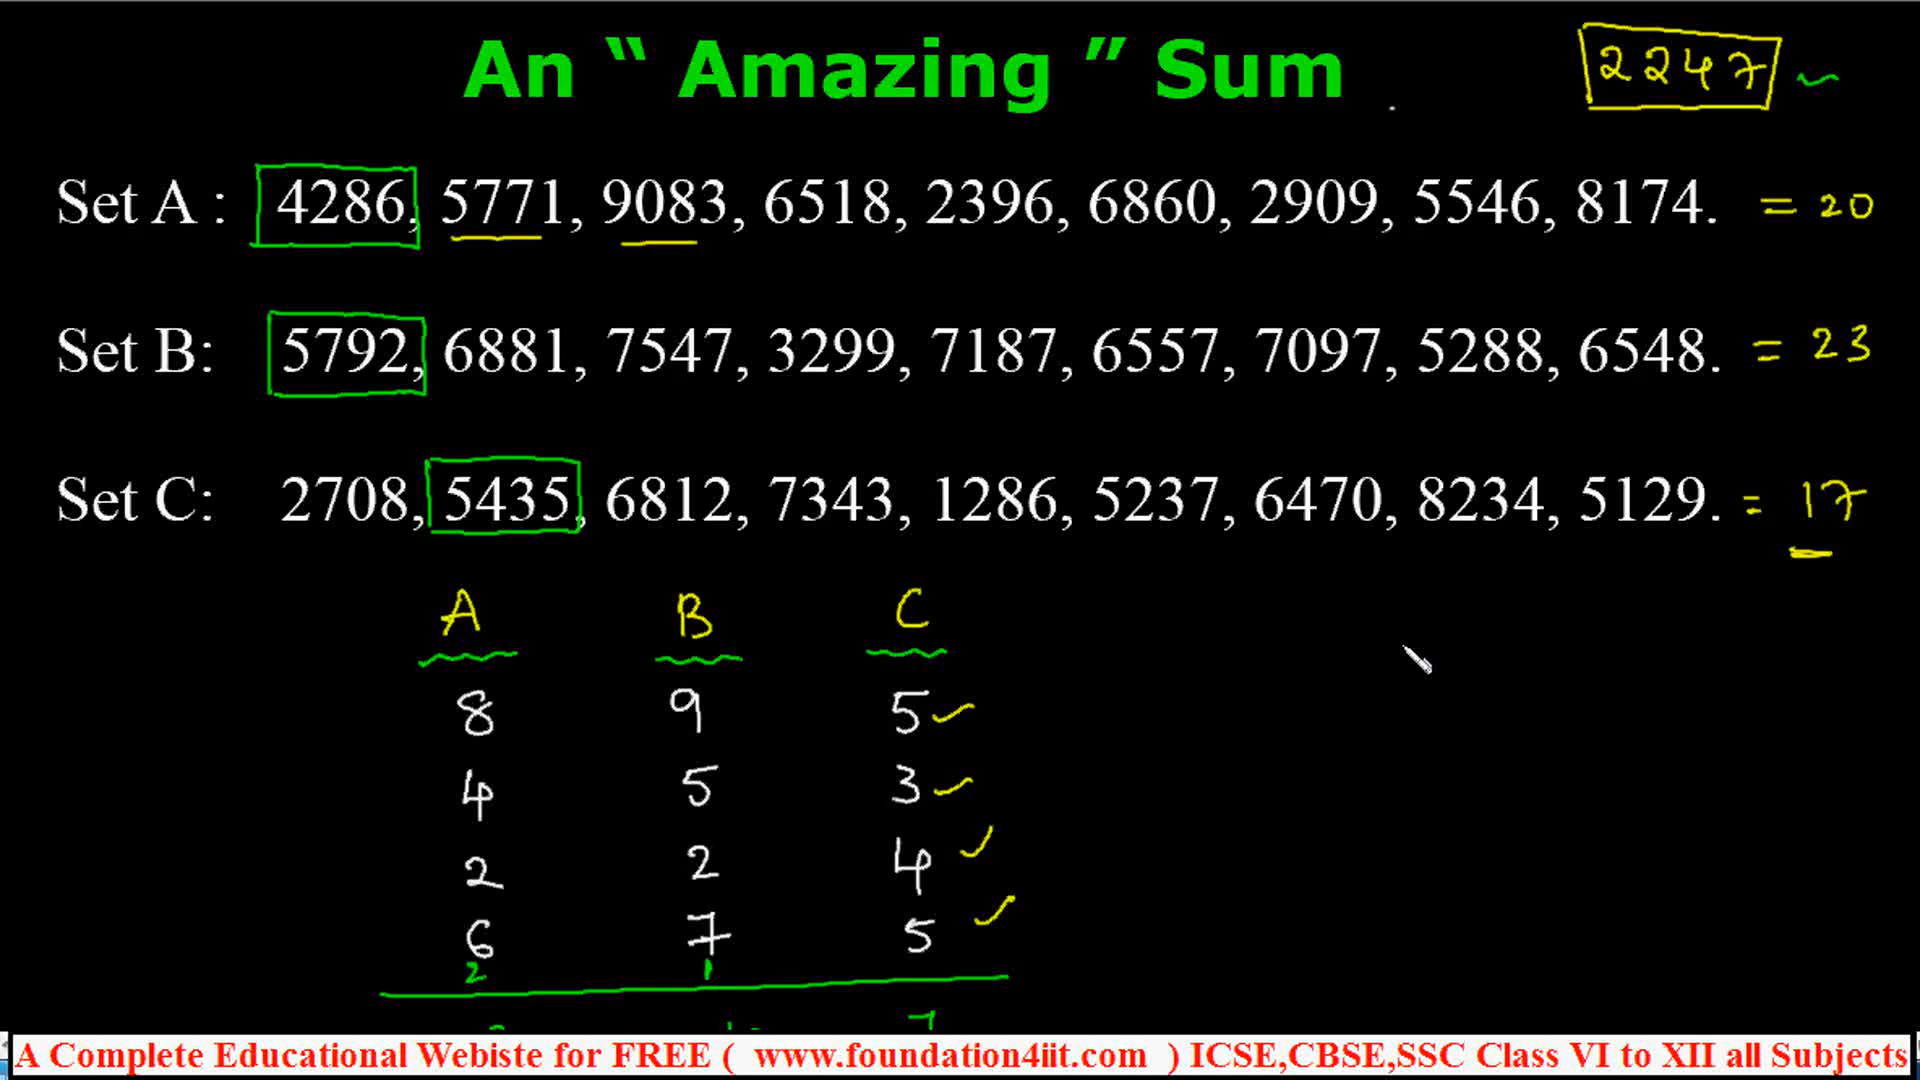 An “ Amazing ” Sum
2247
Set A : 4286, 5771, 9083, 6518, 2396, 6860, 2909, 5546, 8174. = 20
Set B: 5792, 6881, 7547, 3299, 7187, 6557, 7097, 5288, 6548. = 23
Set C: 2708, 5435, 6812, 7343, 1286, 5237, 6470, 8234, 5129. = 17
A B C
8 9 5
4 5 3
2 2 4
6 7 5
2 1
A Complete Educational Webiste for FREE ( www.foundation4iit.com ) ICSE,CBSE,SSC Class VI to XII all Subjects